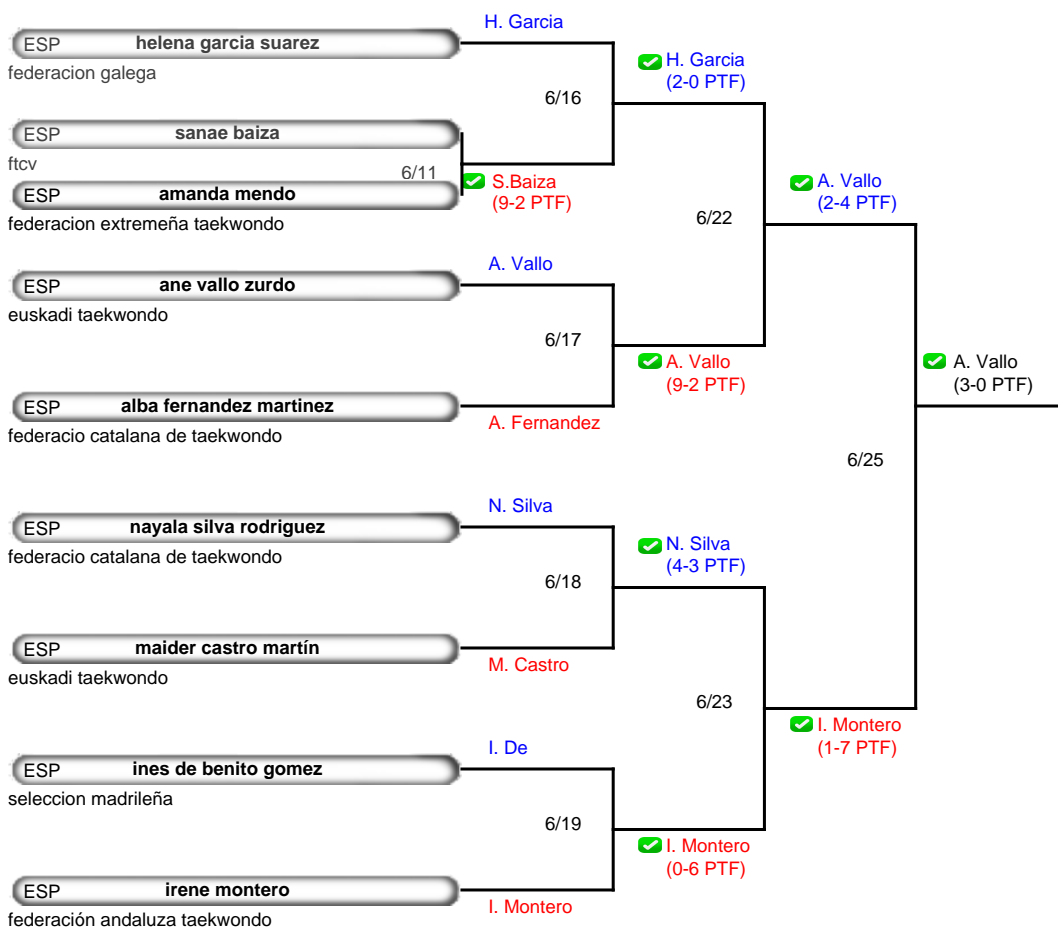 H. Garcia
ESP helena garcia suarez
federacion galega
H. Garcia
(2-0 PTF)
6/16
ESP sanae baiza
ftcv
6/11
S.Baiza
(9-2 PTF)
ESP amanda mendo
federacion extremeña taekwondo
A. Vallo
(2-4 PTF)
6/22
A. Vallo
ESP ane vallo zurdo
euskadi taekwondo
6/17
A. Vallo
(9-2 PTF)
A. Vallo
(3-0 PTF)
ESP alba fernandez martinez
federacio catalana de taekwondo
A. Fernandez
6/25
N. Silva
ESP nayala silva rodriguez
federacio catalana de taekwondo
N. Silva
(4-3 PTF)
6/18
ESP maider castro martín
euskadi taekwondo
M. Castro
6/23
I. Montero
(1-7 PTF)
I. De
ESP ines de benito gomez
seleccion madrileña
6/19
I. Montero
(0-6 PTF)
ESP irene montero
federación andaluza taekwondo
I. Montero